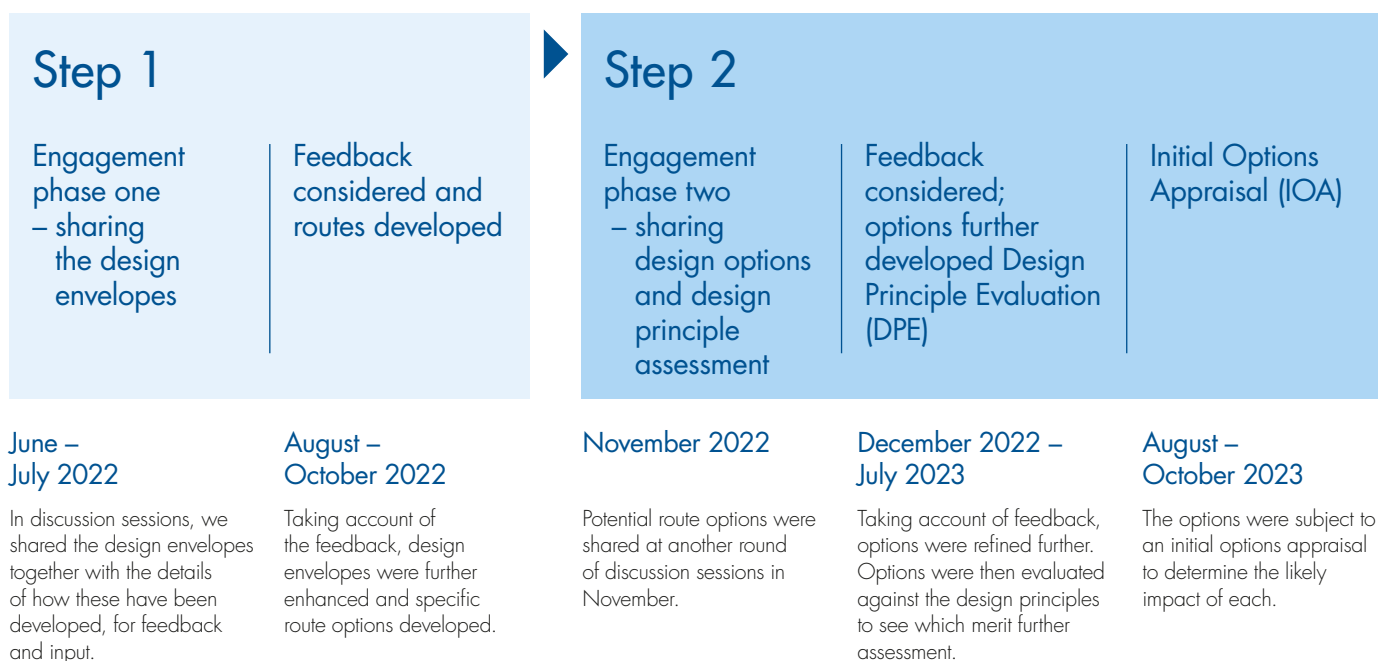 Step 1
Engagement
phase one
– sharing
the design
envelopes
Feedback
considered and
routes developed
Step 2
Engagement
phase two
– sharing
design options
and design
principle
assessment
Feedback
considered;
options further
developed Design
Principle Evaluation
(DPE)
Initial Options
Appraisal (IOA)
June –
July 2022
In discussion sessions, we
shared the design envelopes
together with the details
of how these have been
developed, for feedback
and input.
August –
October 2022
Taking account of
the feedback, design
envelopes were further
enhanced and specific
route options developed.
November 2022
Potential route options were
shared at another round
of discussion sessions in
November.
December 2022 –
July 2023
Taking account of feedback,
options were refined further.
Options were then evaluated
against the design principles
to see which merit further
assessment.
August –
October 2023
The options were subject to
an initial options appraisal
to determine the likely
impact of each.